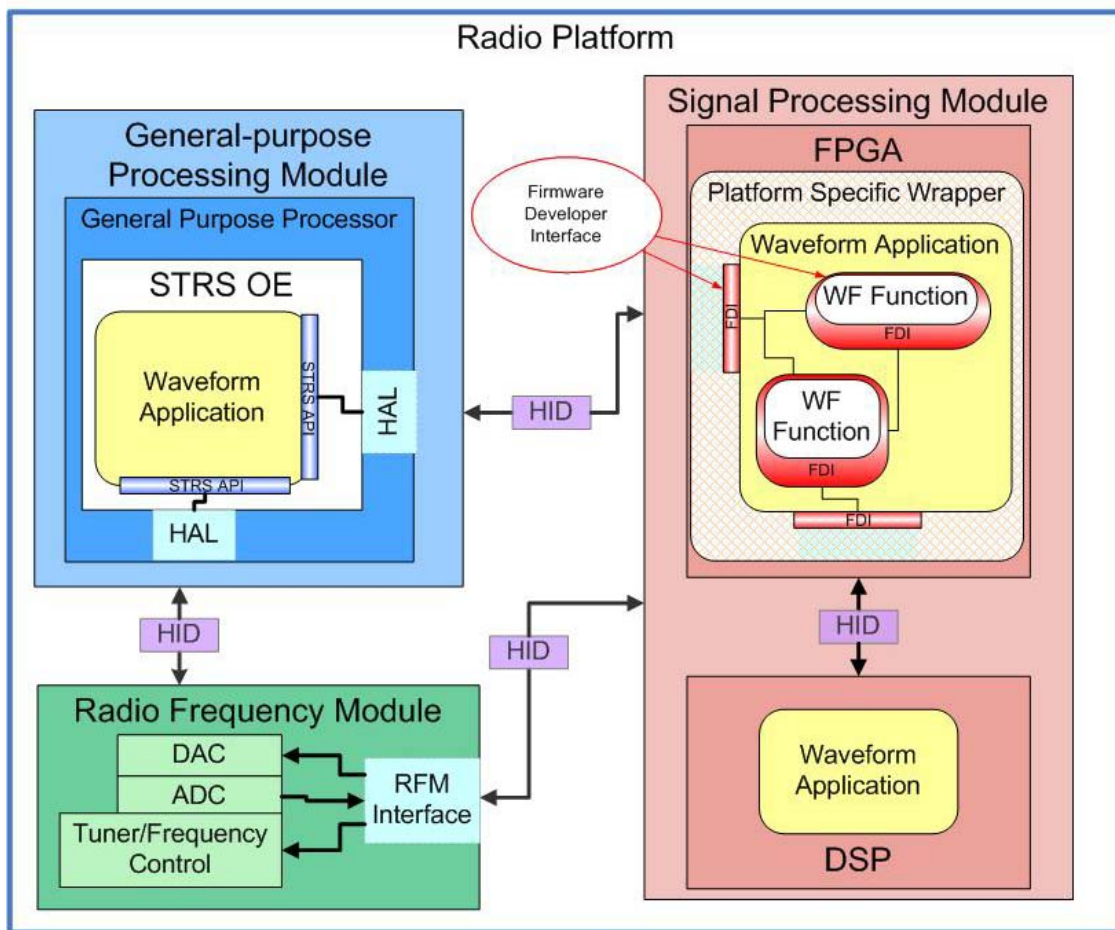 Radio Platform
General-purpose
Processing Module
General Purpose Processor
STRS OE
Waveform
Application
STRS API
STRS API
HAL
HAL
HID
HID
Radio Frequency Module
DAC
ADC
Tuner/Frequency
Control
RFM
Interface
HID
Firmware
Developer
Interface
Signal Processing Module
FPGA
Platform Specific Wrapper
Waveform Application
FDI
WF Function
FDI
WF
Function
FDI
FDI
HID
Waveform
Application
DSP